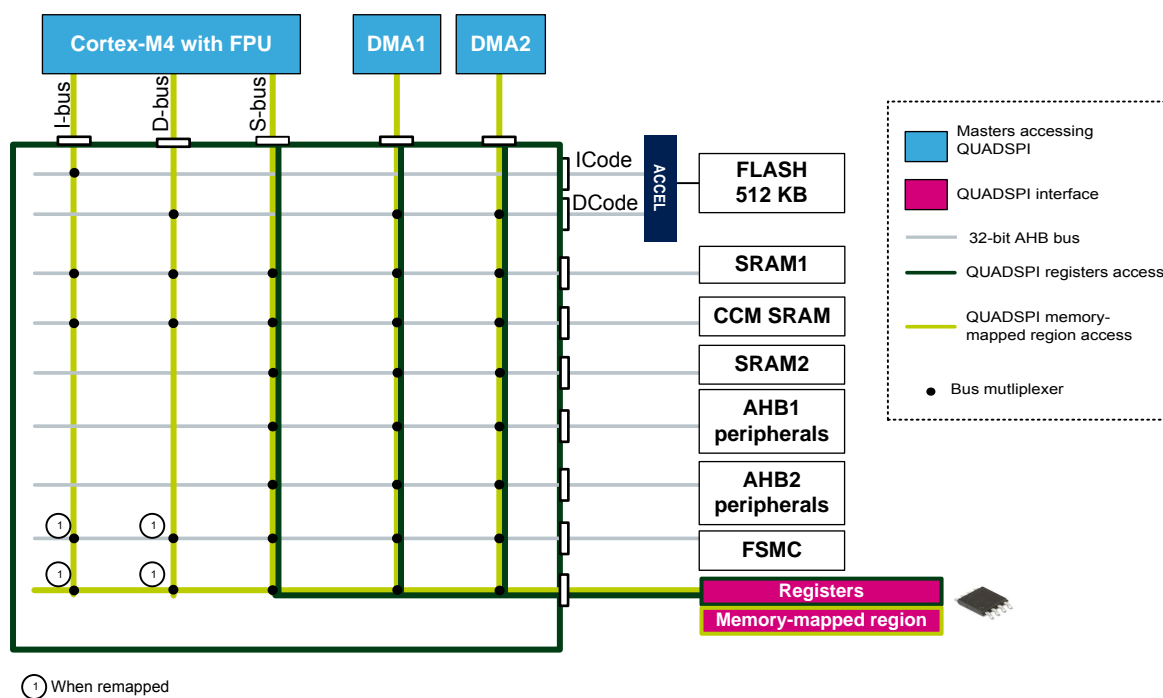 Cortex-M4 with FPU
DMA1
DMA2
I-bus
D-bus
S-bus
ICode
DCode
ACCEL
FLASH
512 KB
SRAM1
CCM SRAM
SRAM2
AHB1
peripherals
AHB2
peripherals
1
1
FSMC
1
1
Registers
Memory-mapped region
1 When remapped
Masters accessing
QUADSPI
QUADSPI interface
32-bit AHB bus
QUADSPI registers access
QUADSPI memory-
mapped region access
Bus mutliplexer